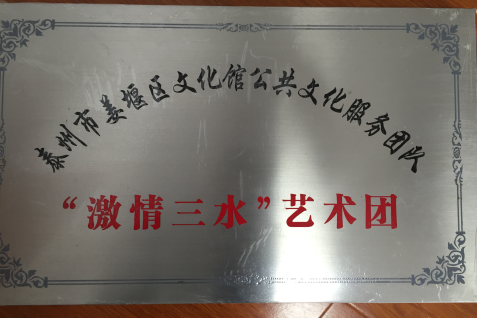 泰州市姜堰区文化馆公共文化服务团队
“激情三水”艺术团